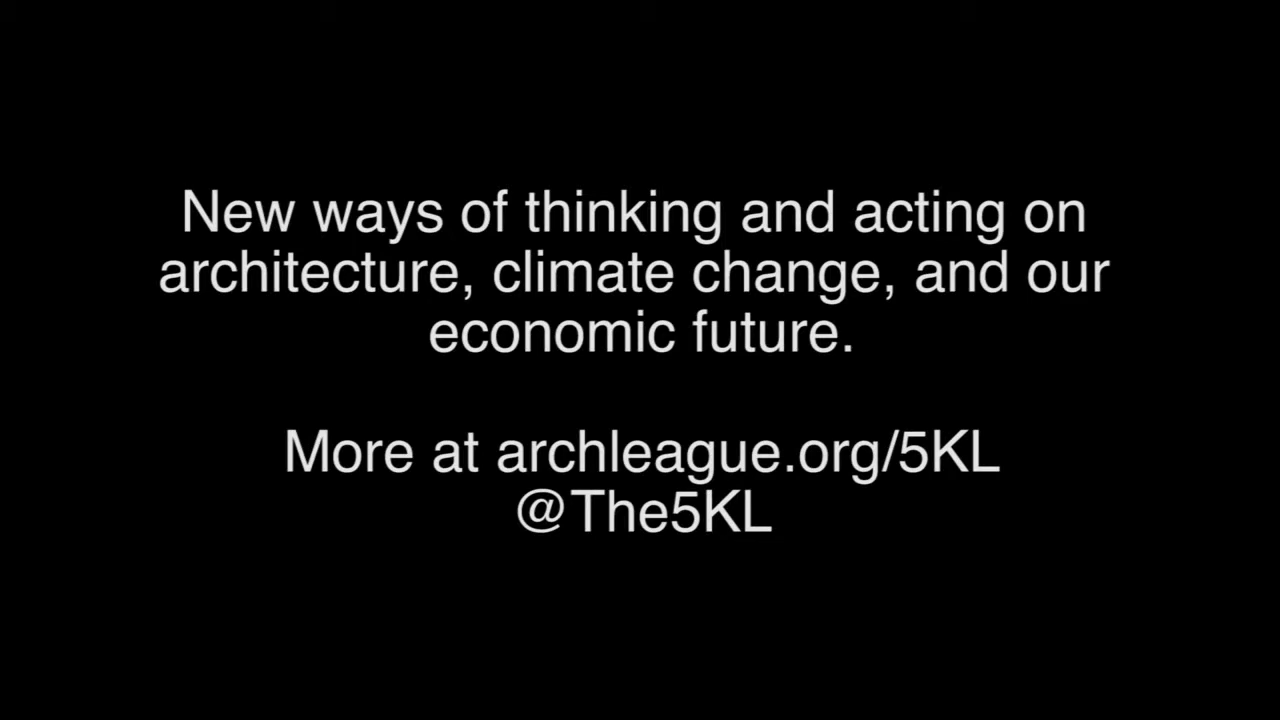 New ways of thinking and acting on
architecture, climate change, and our
economic future.
More at archleague.org/5KL
@The5KL